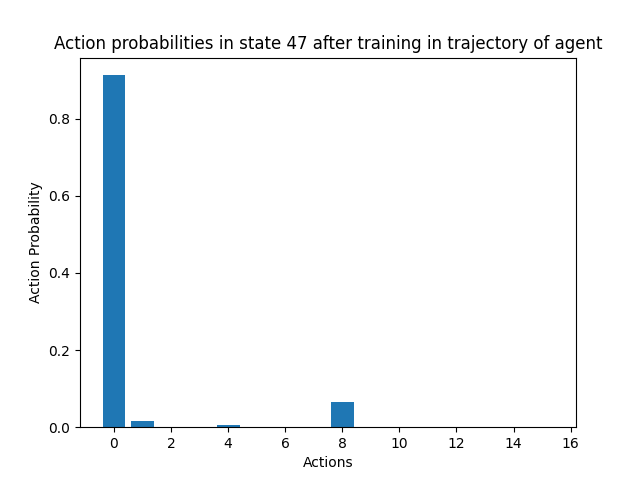 Action probabilities in state 47 after training in trajectory of agent
Action Probability
0.8
0.6
0.4
0.2
0.0
0 2 4 6 8 10 12 14 16
Actions